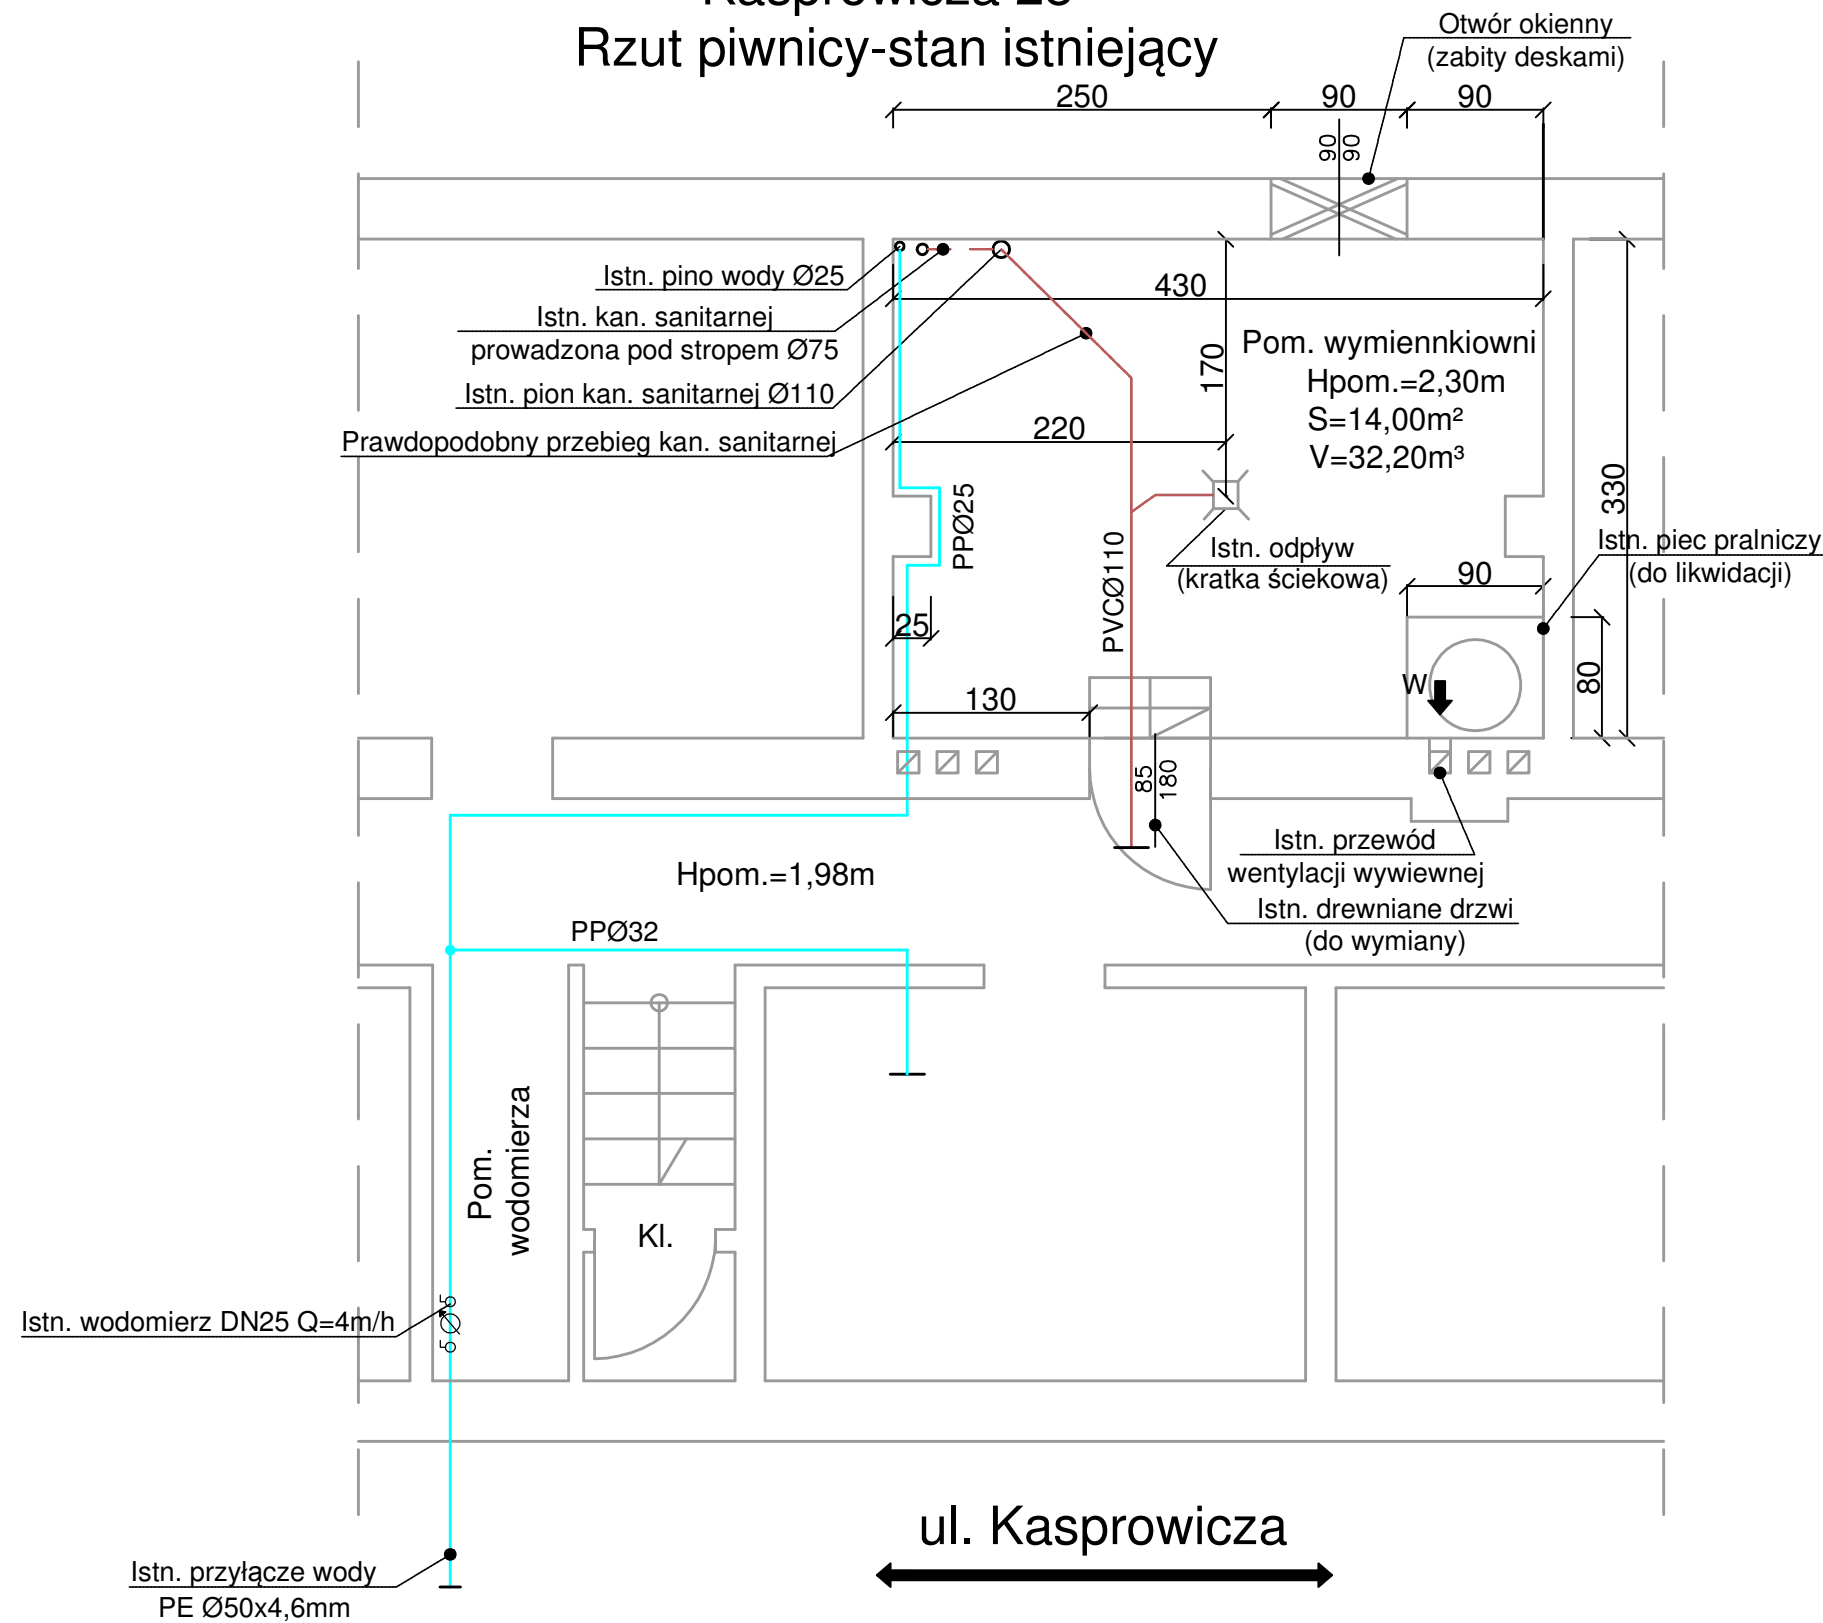 Rzut piwnicy-stan istniejący
Otwór okienny
(zabity deskami)
250
90
90
90
90
Istn. pino wody Ø25
Istn. kan. sanitarnej
prowadzona pod stropem Ø75
Istn. pion kan. sanitarnej Ø110
Prawdopodobny przebieg kan. sanitarnej
430
170
220
Pom. wymiennkiowni
Hpom.=2,30m
S=14,00m²
V=32,20m³
330
PPØ25
PVCØ110
Istn. odpływ
(kratka ściekowa)
Istn. piec pralniczy
(do likwidacji)
90
80
25
130
W
85
180
Istn. przewód
wentylacji wywiewnej
Istn. drewniane drzwi
(do wymiany)
Hpom.=1,98m
PPØ32
Pom.
wodomierza
Kl.
Istn. wodomierz DN25 Q=4m/h
ul. Kasprowicza
Istn. przyłącze wody
PE Ø50x4,6mm